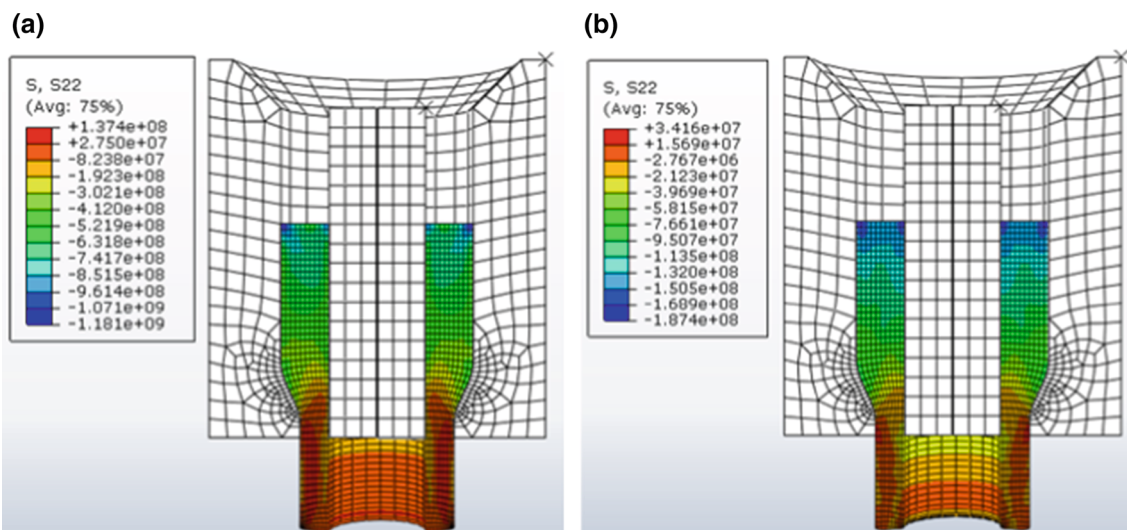 (a)
S, S22
(Avg: 75%)
+1.374e+08
+2.750e+07
-8.238e+07
-1.923e+08
-3.021e+08
-4.120e+08
-5.219e+08
-6.318e+08
-7.417e+08
-8.515e+08
-9.614e+08
-1.071e+09
-1.181e+09
(b)
S, S22
(Avg: 75%)
+3.416e+07
+1.569e+07
-2.767e+06
-2.123e+07
-3.969e+07
-5.815e+07
-7.661e+07
-9.507e+07
-1.135e+08
-1.320e+08
-1.505e+08
-1.689e+08
-1.874e+08